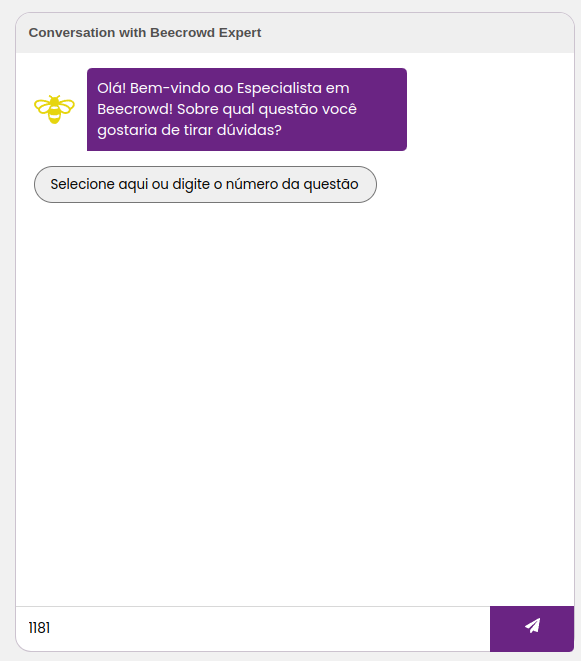 Conversation with Beecrowd Expert
Olá! Bem-vindo ao Especialista em
Beecrowd! Sobre qual questão você
gostaria de tirar dúvidas?
Selecione aqui ou digite o número da questão
1181